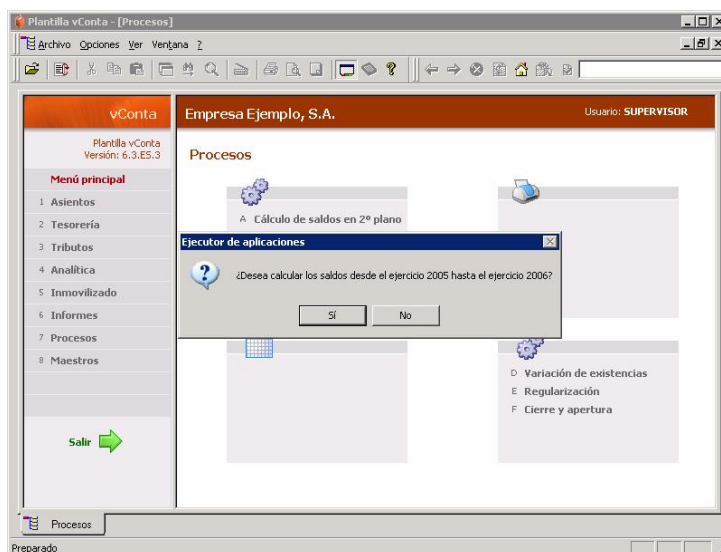 Plantilla vConta - [Procesos]
Archivo Opciones Ver Ventana ?
vConta
Empresa Ejemplo, S.A.
Usuario: SUPERVISOR
Plantilla vConta
Versión: 6.3.ES.3
Procesos
Menú principal
1 Asientos
2 Tesorería
3 Tributos
4 Analítica
5 Inmovilizado
6 Informes
7 Procesos
8 Maestros
Salir
A Cálculo de saldos en 2º plano
Ejecutor de aplicaciones
¿Desea calcular los saldos desde el ejercicio 2005 hasta el ejercicio 2006?
Sí
No
D Variación de existencias
E Regularización
F Cierre y apertura
Procesos
Preparado